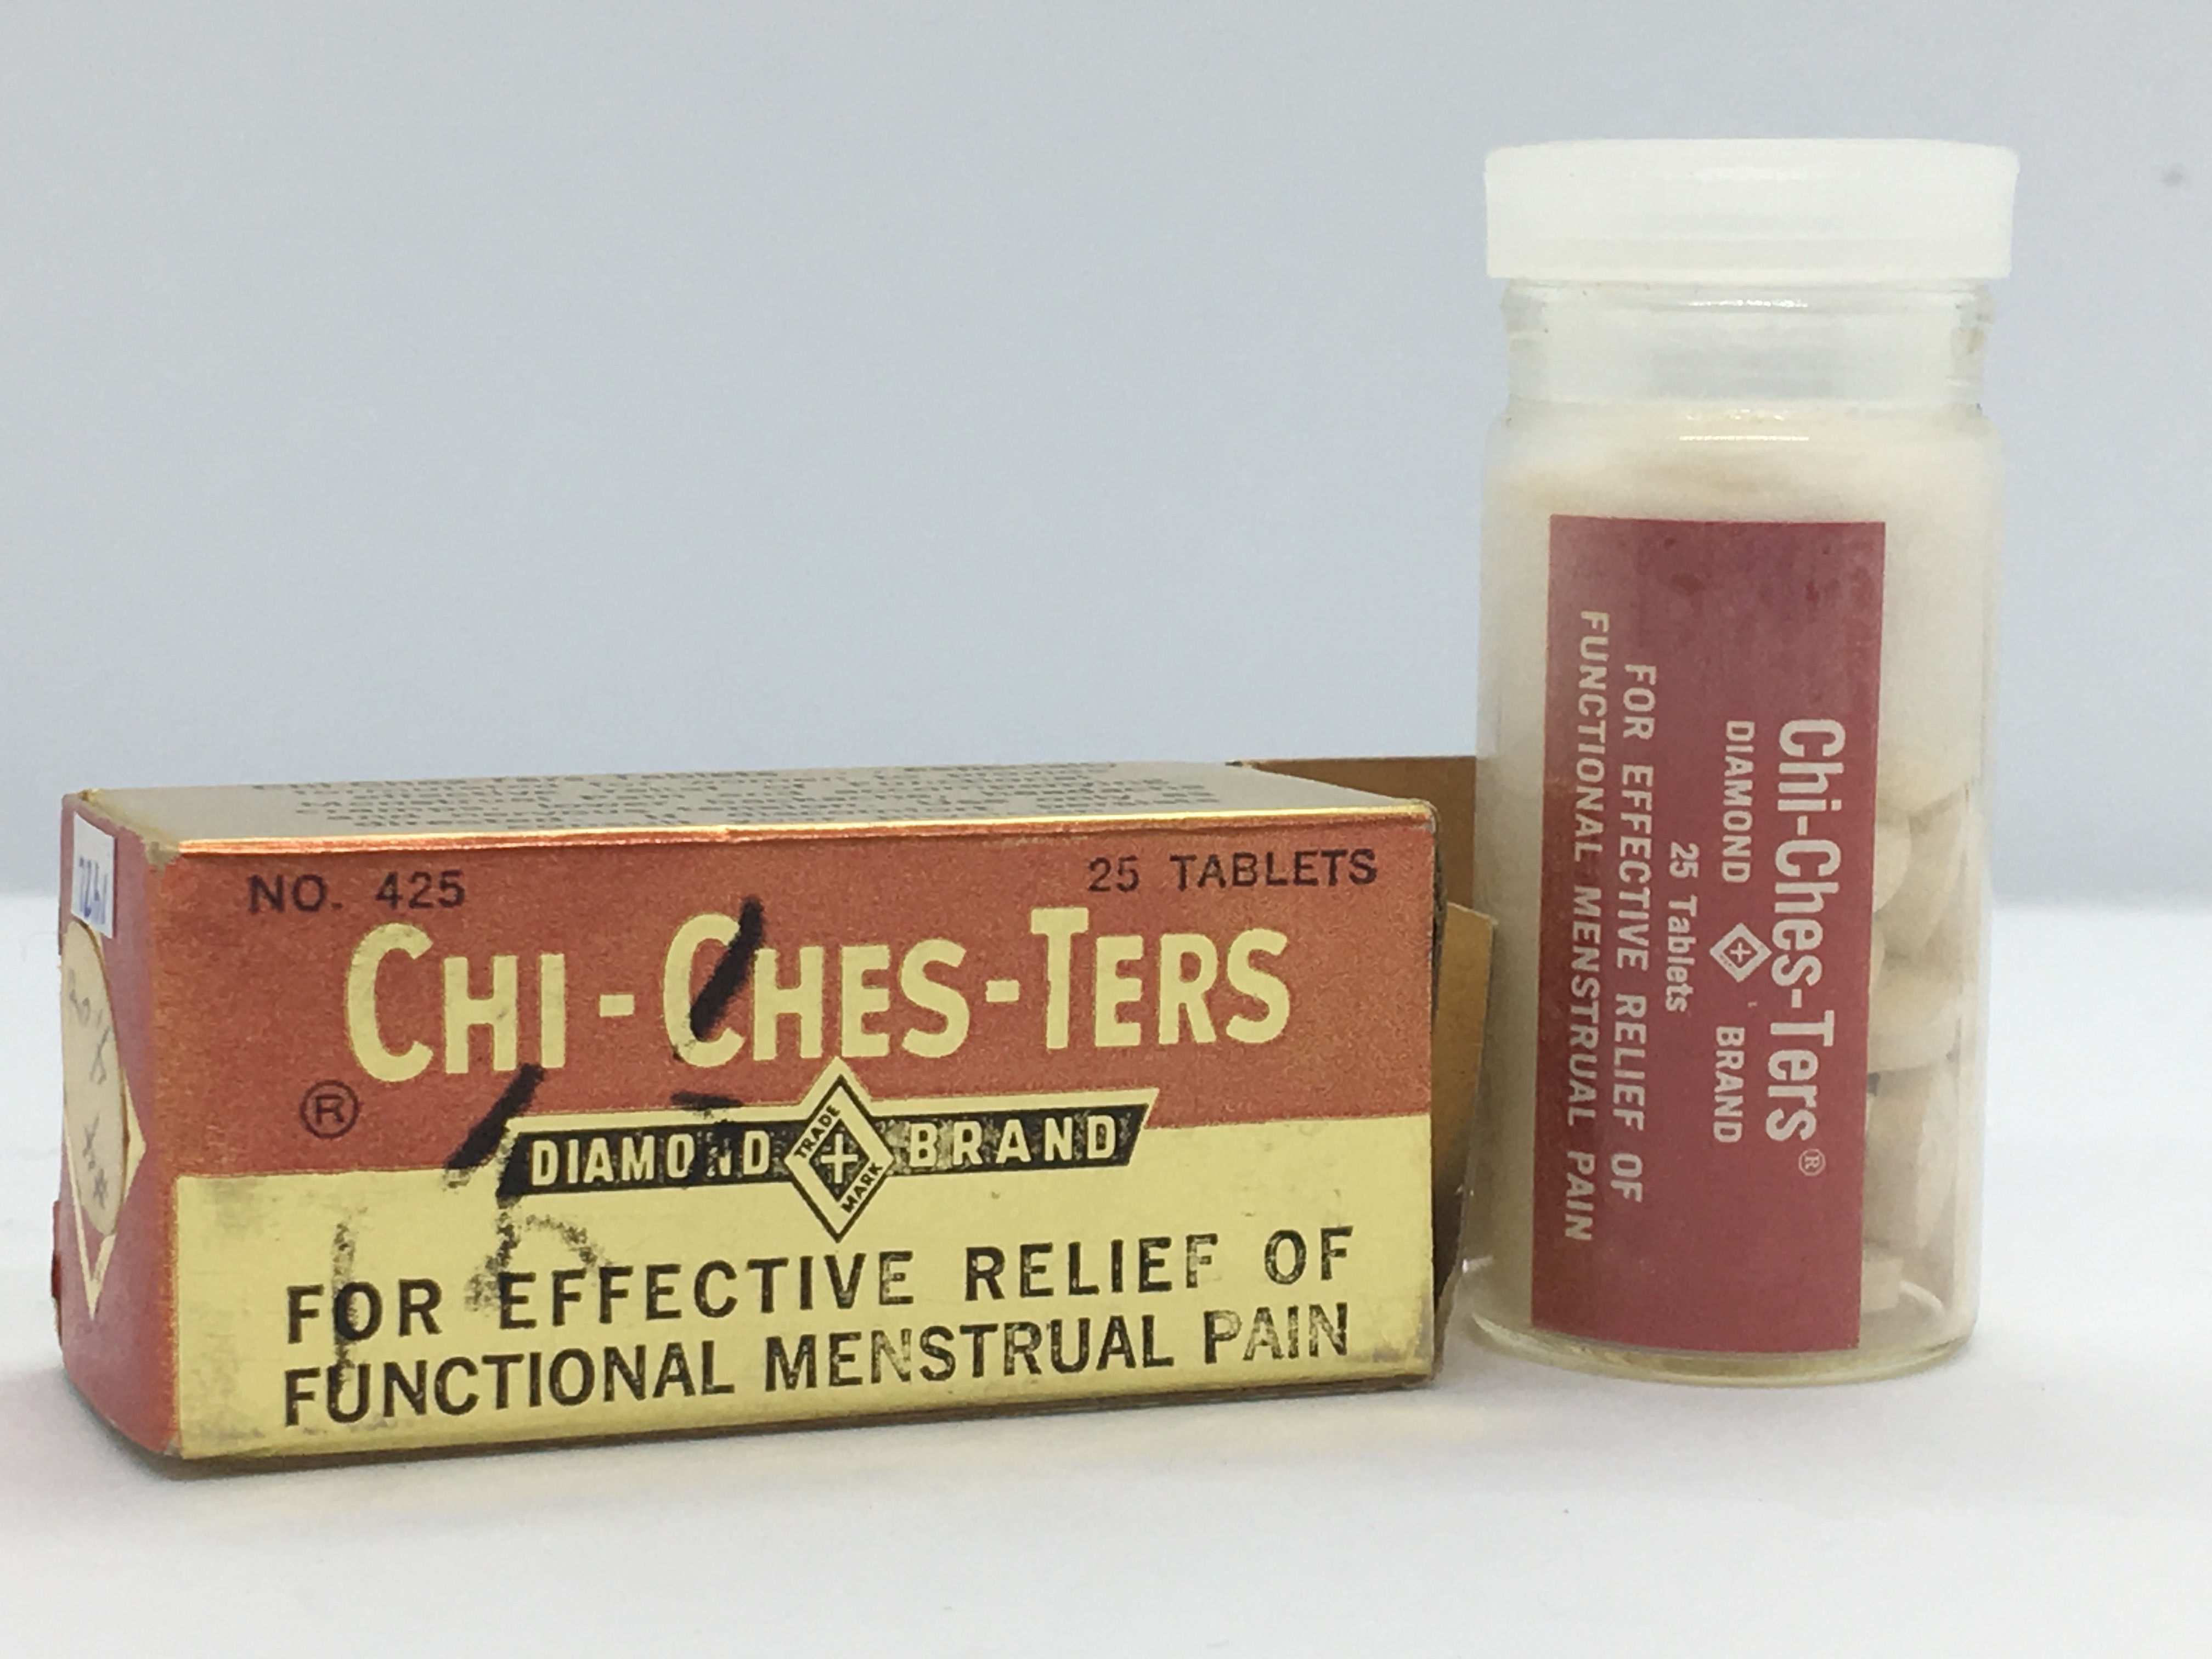 NO. 425
25 TABLETS
CHI-CHES-TERS
®
DIAMOND TRADE MARK BRAND
FOR EFFECTIVE RELIEF OF
FUNCTIONAL MENSTRUAL PAIN
Chi-Ches-Ters®
DIAMOND BRAND
25 Tablets
FOR EFFECTIVE RELIEF OF
FUNCTIONAL MENSTRUAL PAIN